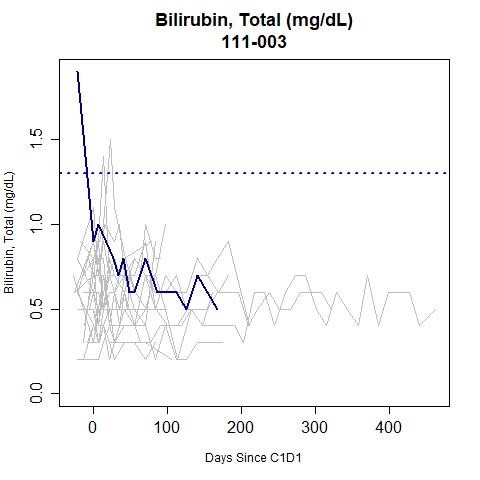 Bilirubin, Total (mg/dL)
111-003
Bilirubin, Total (mg/dL)
1.5
1.0
0.5
0.0
0 100 200 300 400
Days Since C1D1